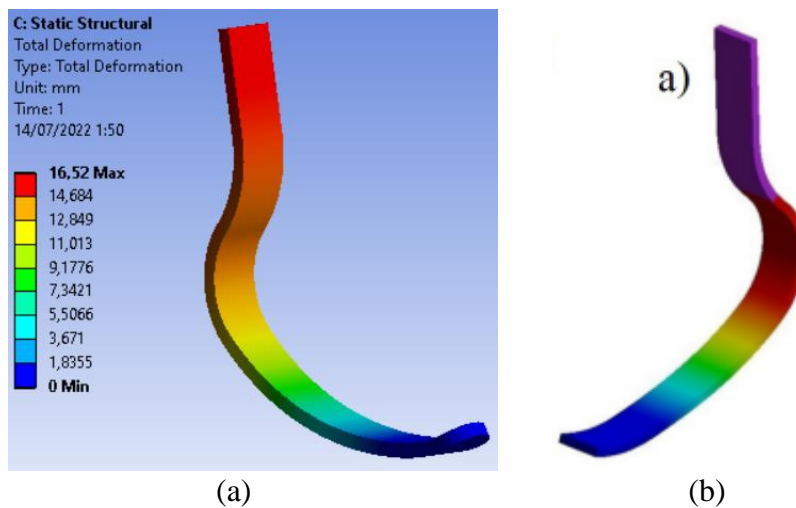 C: Static Structural
Total Deformation
Type: Total Deformation
Unit: mm
Time: 1
14/07/2022 1:50
16,52 Max
14,684
12,849
11,013
9,1776
7,3421
5,5066
3,671
1,8355
0 Min
a)
(a)
(b)